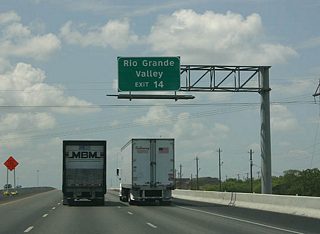 Rio Grande
Valley
EXIT 14
MBM